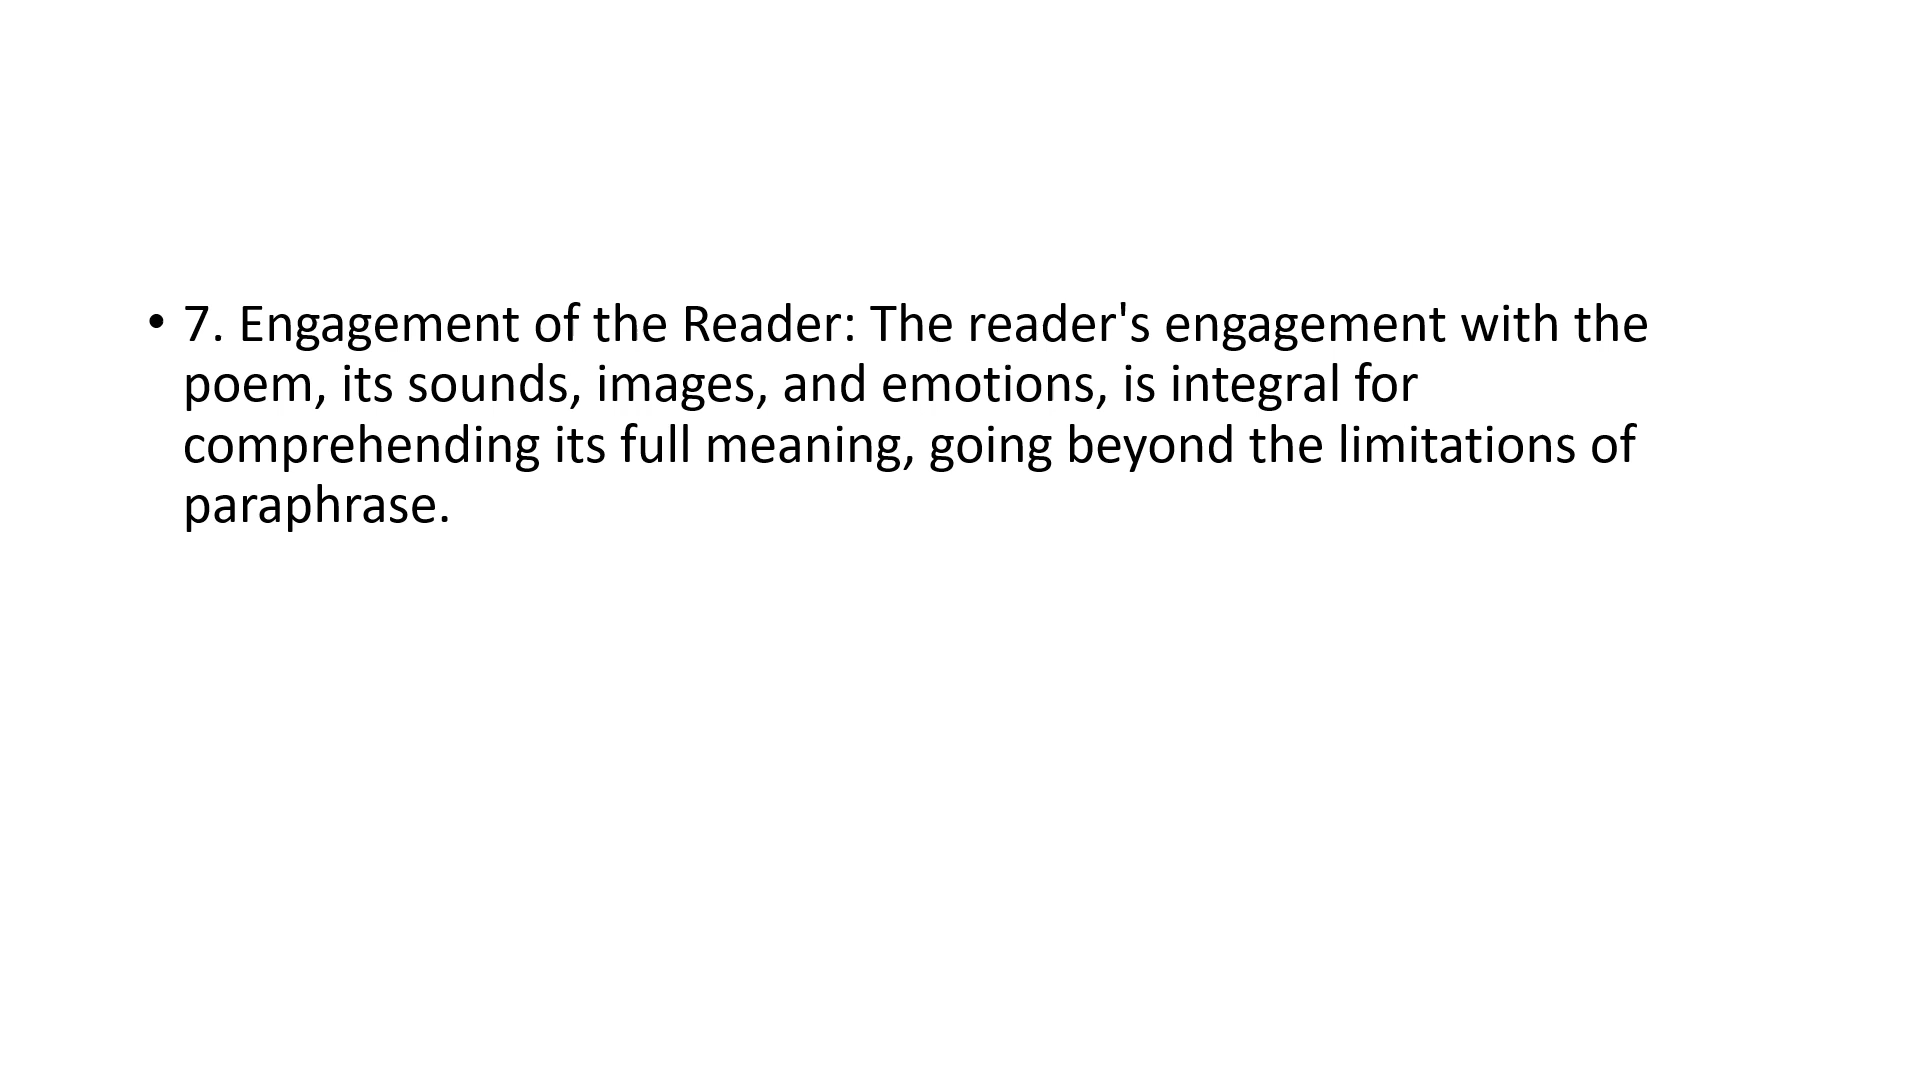 • 7. Engagement of the Reader: The reader's engagement with the
poem, its sounds, images, and emotions, is integral for
comprehending its full meaning, going beyond the limitations of
paraphrase.